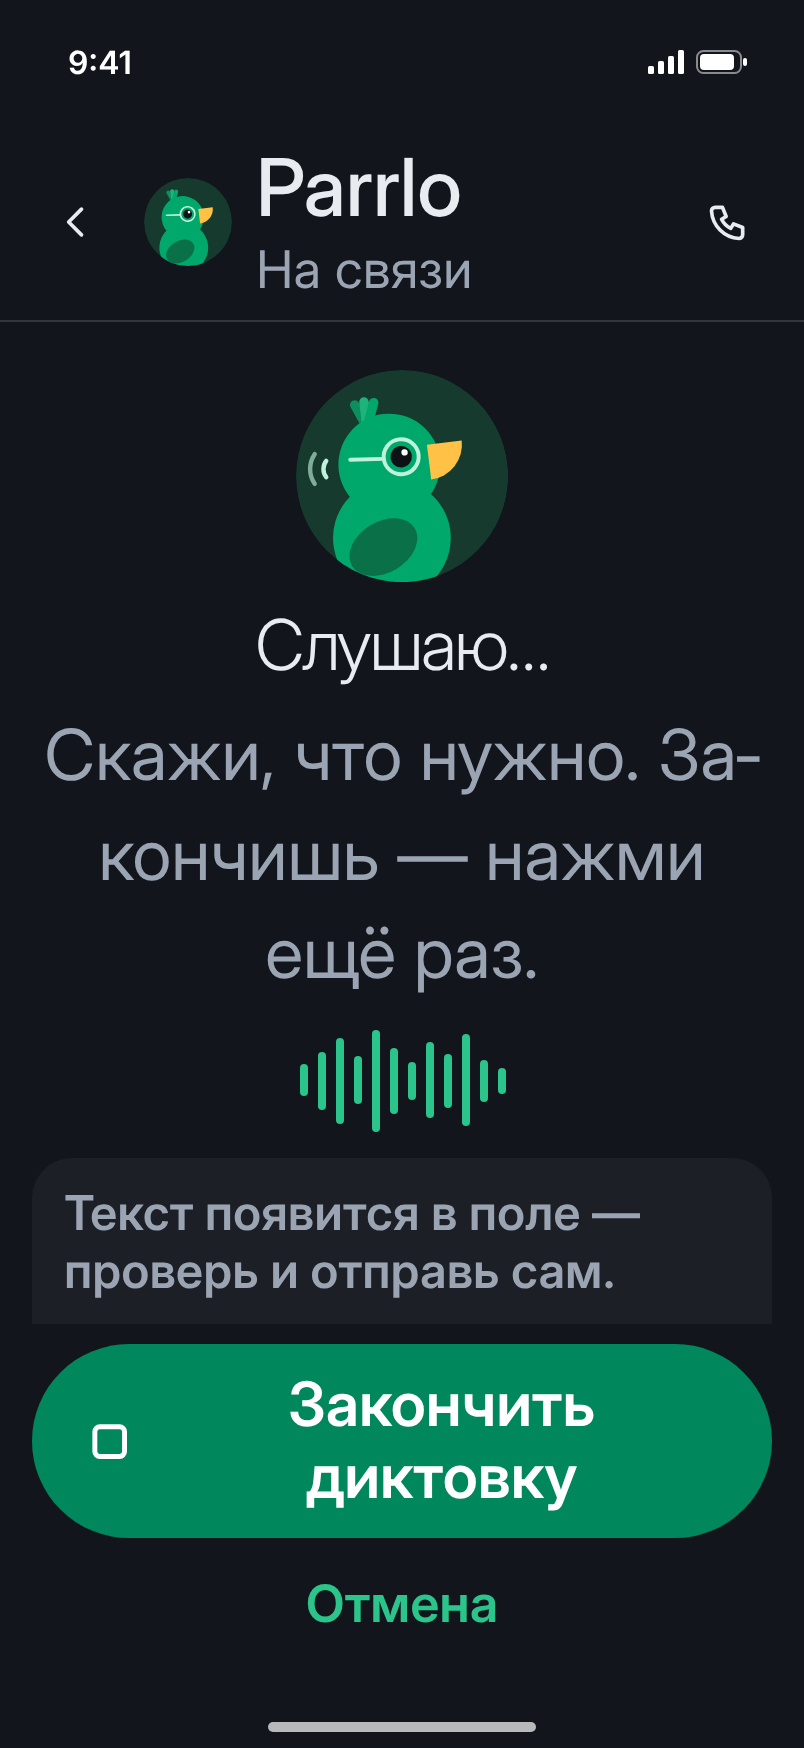 9:41
Parrlo
На связи
Слушаю...
Скажи, что нужно. За-
кончишь — нажми
ещё раз.
Текст появится в поле —
проверь и отправь сам.
Закончить
диктовку
Отмена